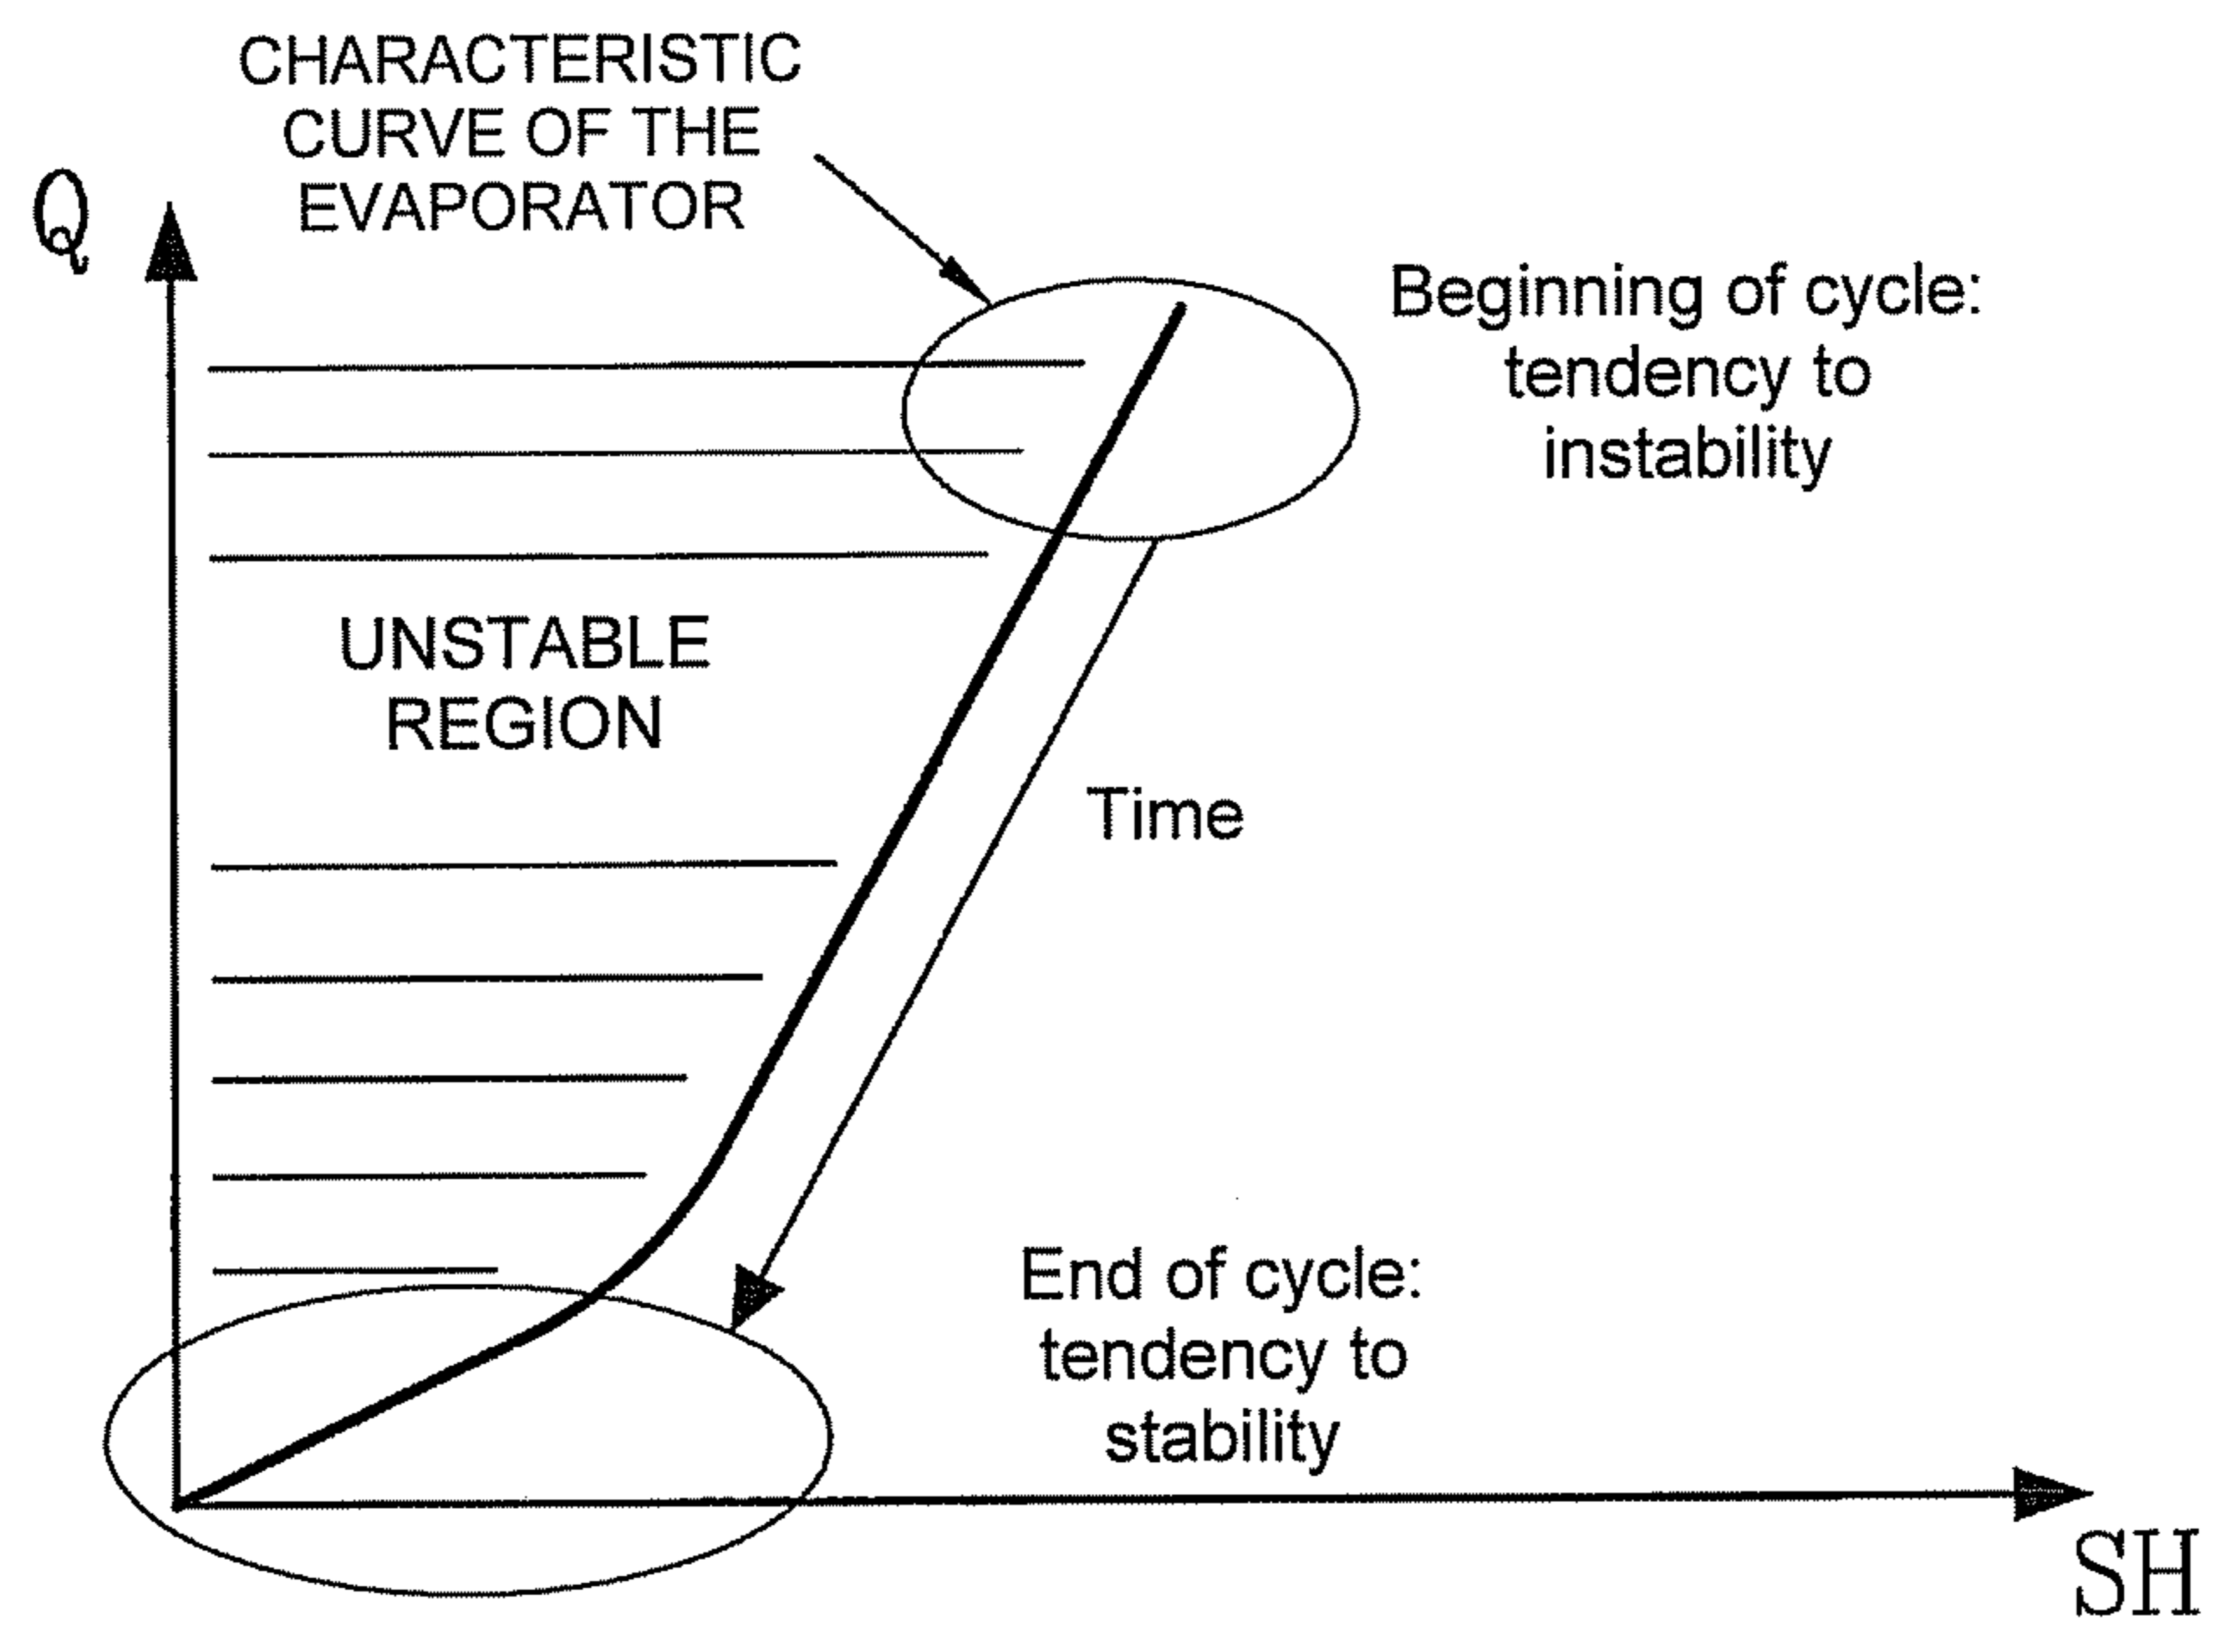 CHARACTERISTIC
CURVE OF THE
EVAPORATOR
Q
Beginning of cycle:
tendency to
instability
UNSTABLE
REGION
Time
End of cycle:
tendency to
stability
SH